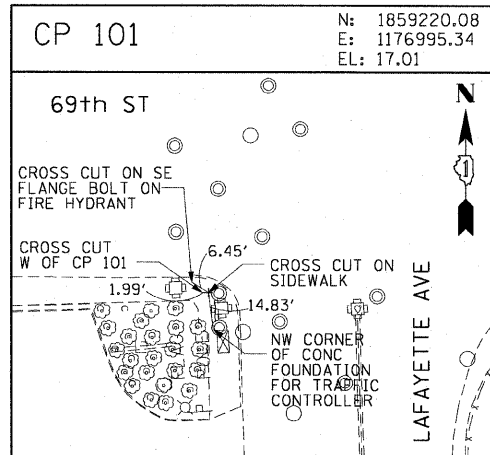 CP 101
N: 1859220.08
E: 1176995.34
EL: 17.01
69th ST
N
1
CROSS CUT ON SE
FLANGE BOLT ON
FIRE HYDRANT
CROSS CUT
W OF CP 101
6.45'
1.99'
CROSS CUT ON
SIDEWALK
14.83'
NW CORNER
OF CONC
FOUNDATION
FOR TRAFFIC
CONTROLLER
LAFAYETTE AVE